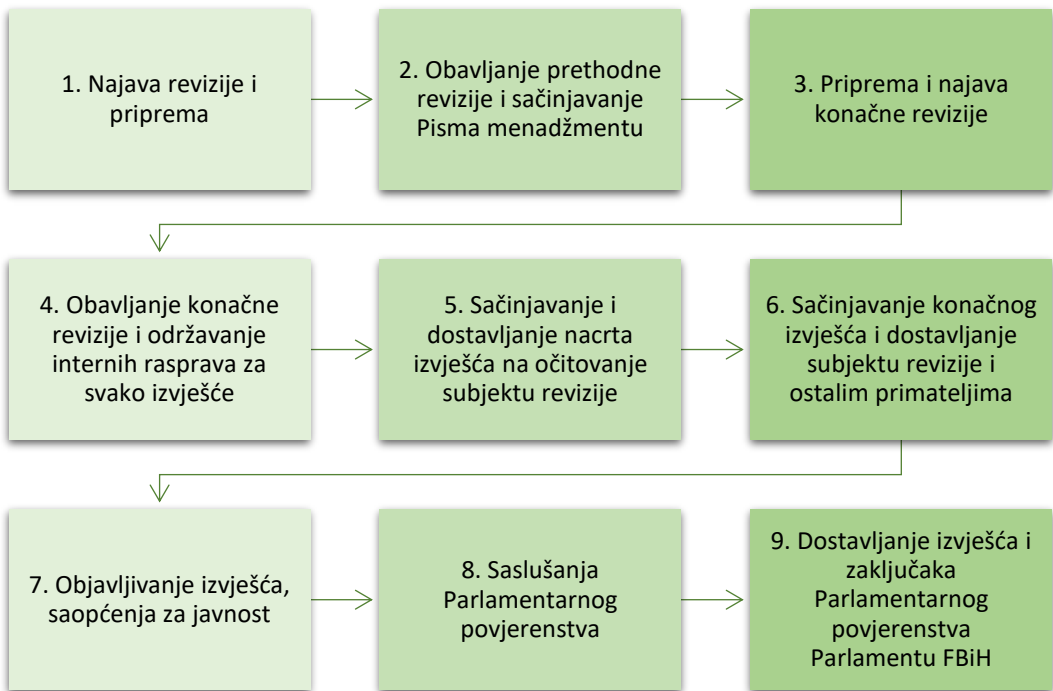 1. Najava revizije i
priprema
2. Obavljanje prethodne
revizije i sačinjavanje
Pisma menadžmentu
3. Priprema i najava
konačne revizije
4. Obavljanje konačne
revizije i održavanje
internih rasprava za
svako izvješće
5. Sačinjavanje i
dostavljanje nacrta
izvješća na očitovanje
subjektu revizije
6. Sačinjavanje konačnog
izvješća i dostavljanje
subjektu revizije i
ostalim primateljima
7. Objavljivanje izvješća,
saopćenja za javnost
8. Saslušanja
Parlamentarnog
povjerenstva
9. Dostavljanje izvješća i
zaključaka
Parlamentarnog
povjerenstva
Parlamentu FBiH